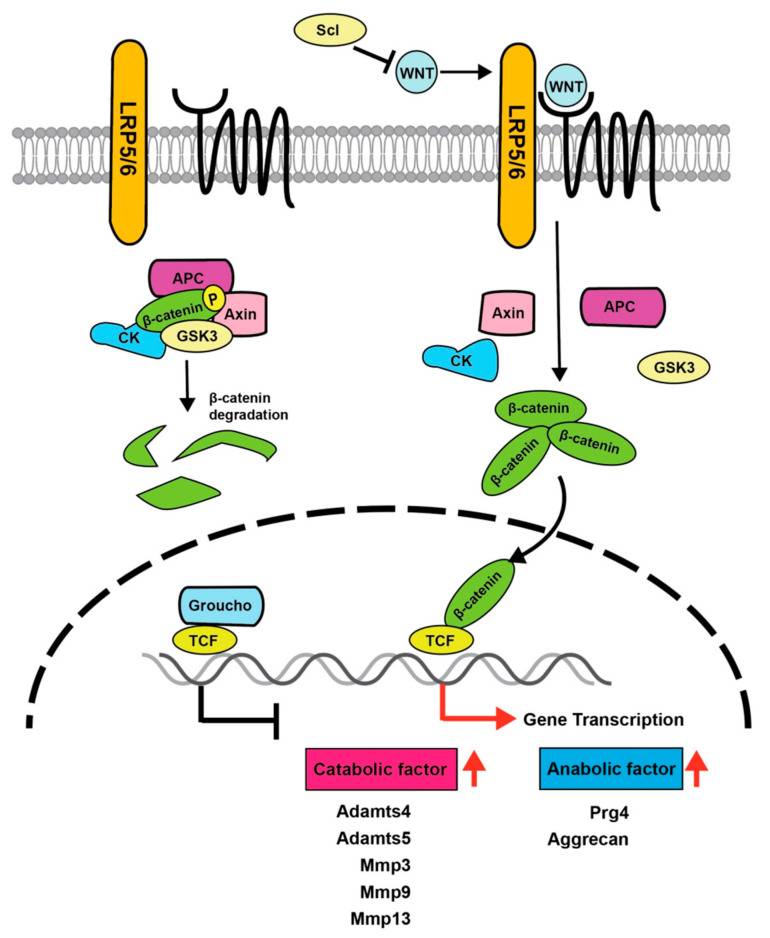 Scl
WNT
WNT
LRP5/6
LRP5/6
APC
β-catenin
P
Axin
CK
GSK3
β-catenin
degradation
Axin
APC
CK
GSK3
β-catenin
β-catenin
β-catenin
β-catenin
Groucho
TCF
TCF
Gene Transcription
Catabolic factor
Anabolic factor
Adamts4
Adamts5
Mmp3
Mmp9
Mmp13
Prg4
Aggrecan